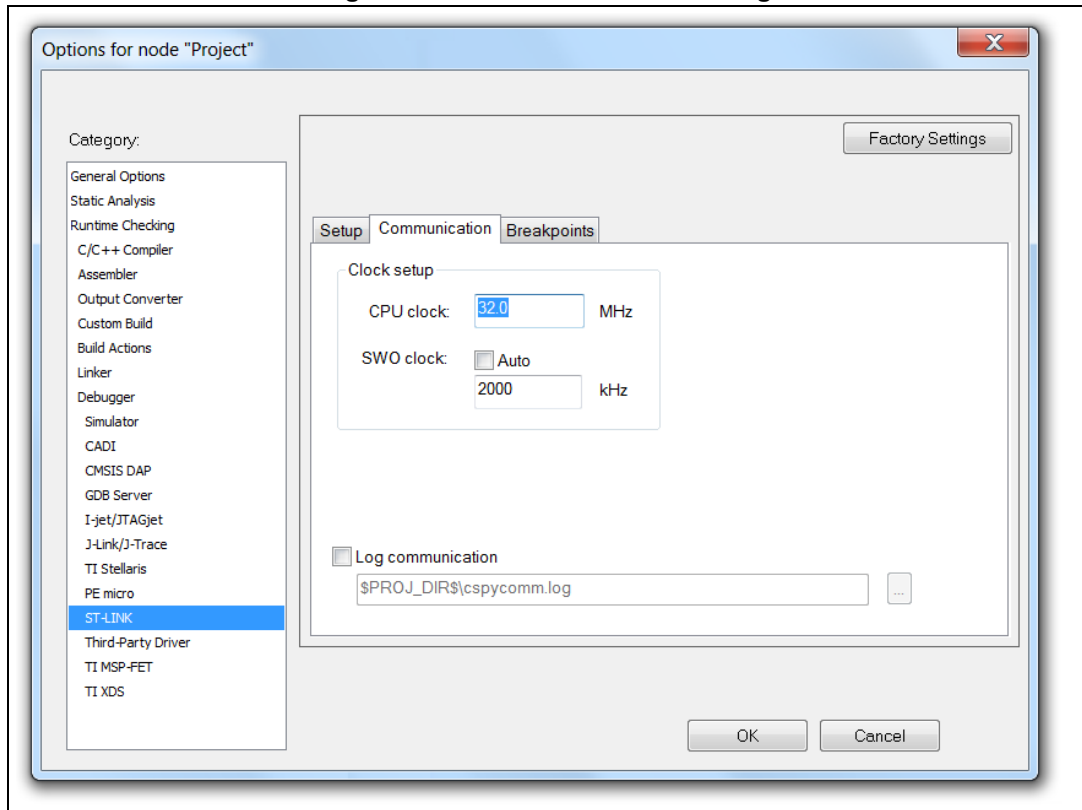 Options for node "Project"
X
Category:
Factory Settings
General Options
Static Analysis
Runtime Checking
C/C++ Compiler
Assembler
Output Converter
Custom Build
Build Actions
Linker
Debugger
Simulator
CADI
CMSIS DAP
GDB Server
I-jet/JTAGjet
J-Link/J-Trace
TI Stellaris
PE micro
ST-LINK
Third-Party Driver
TI MSP-FET
TI XDS
Setup Communication Breakpoints
Clock setup
CPU clock: 32.0 MHz
SWO clock: Auto
2000 kHz
Log communication
$PROJ_DIR$\cspycomm.log ...
OK Cancel